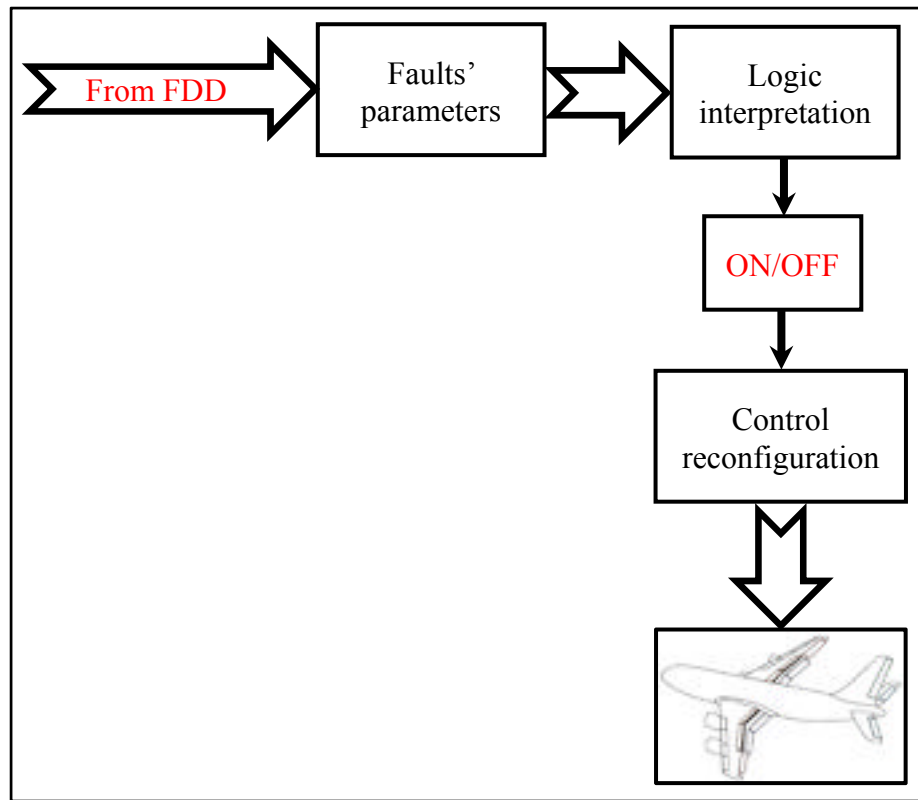 From FDD
Faults’
parameters
Logic
interpretation
ON/OFF
Control
reconfiguration